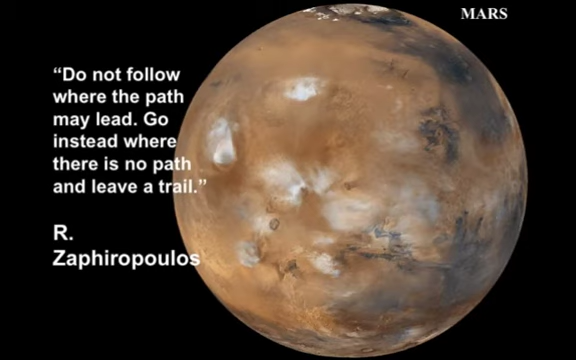 MARS
“Do not follow
where the path
may lead. Go
instead where
there is no path
and leave a trail.”
R.
Zaphiropoulos